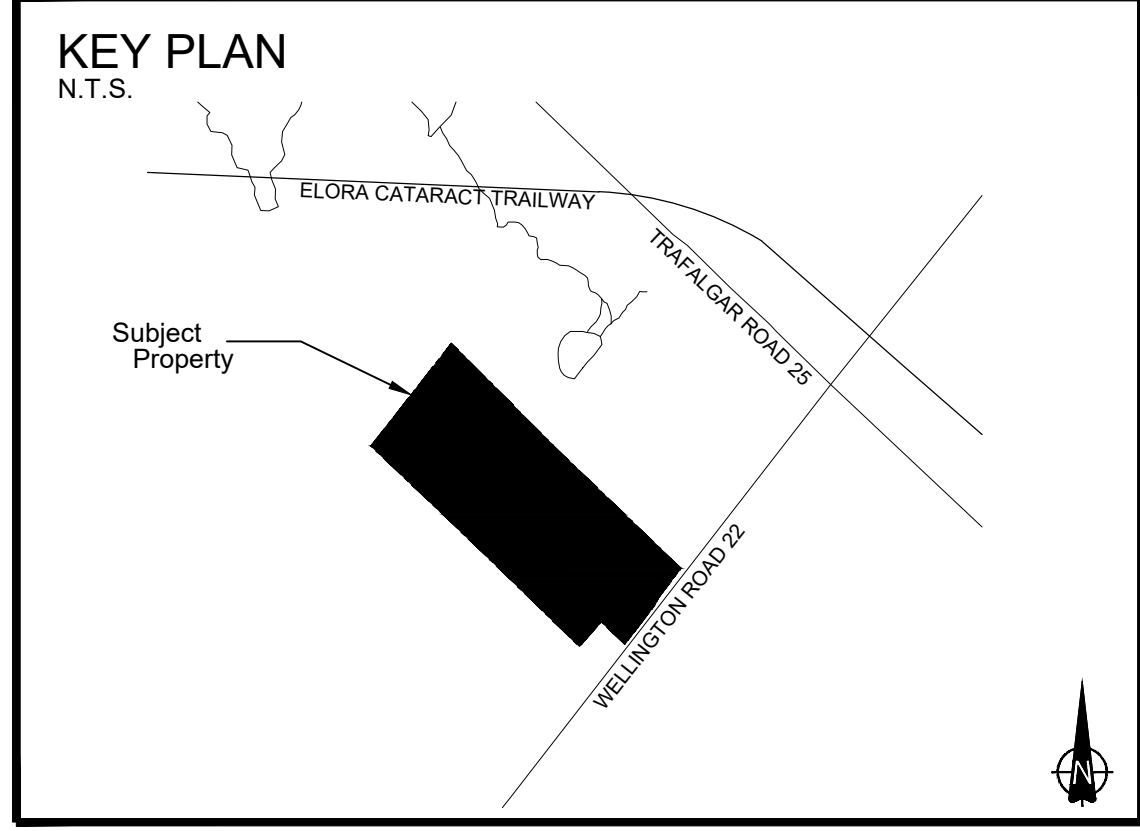 KEY PLAN
N.T.S.
ELORA CATARACT TRAILWAY
TRAFALGAR ROAD 25
Subject
Property
WELLINGTON ROAD 22
N